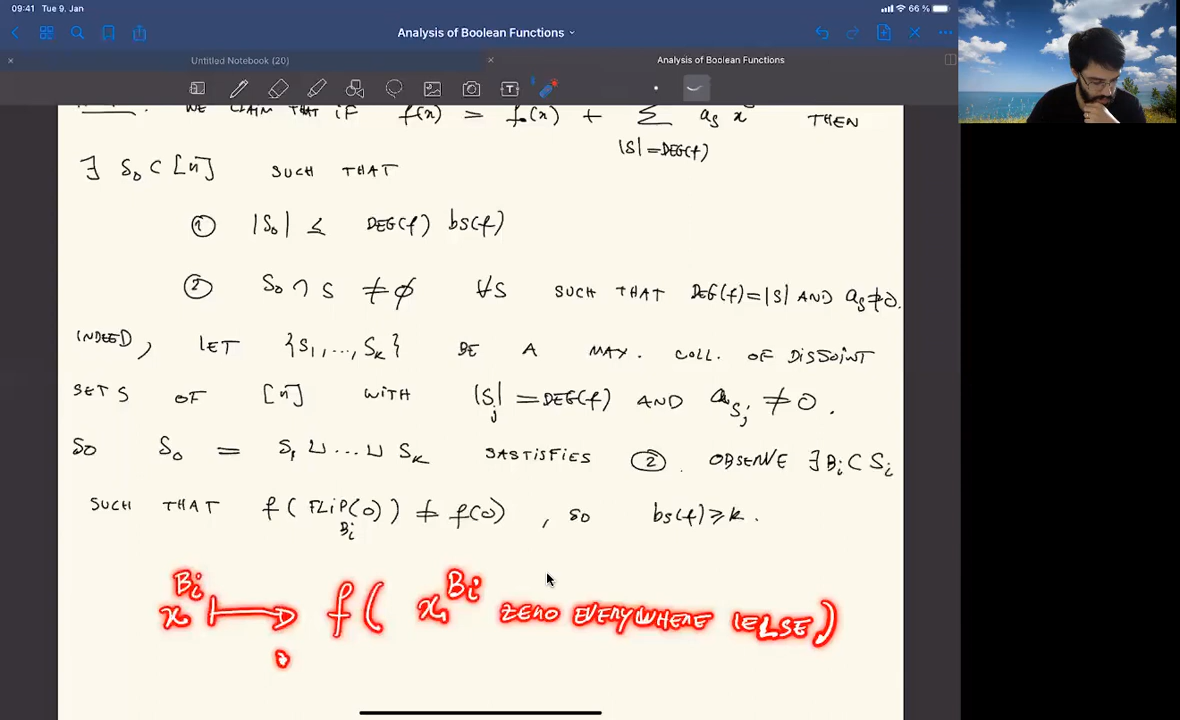 09:41 Tue 9. Jan
66 %
Analysis of Boolean Functions
Untitled Notebook (20)
Analysis of Boolean Functions
WE CLAIM THAT IF f(x) = f₀(x) + Σ a_S x THEN
|S|=DEG(f)
∃ S₀ ⊂ [n] SUCH THAT
① |S₀| ≤ DEG(f) bs(f)
② S₀ ∩ S ≠ ∅ ∀S SUCH THAT DEG(f)=|S| AND a_S ≠ 0.
INDEED, LET {S₁,...,S_k} BE A MAX. COLL. OF DISJOINT
SETS OF [n] WITH |S_j| = DEG(f) AND a_{S_j} ≠ 0.
SO S₀ = S₁ ⊔ ... ⊔ S_k SASTISFIES ②. OBSERVE ∃ B_i ⊂ S_i
SUCH THAT f(FLIP_{B_i}(0)) ≠ f(0), SO bs(f) ≥ k.
x^{B_i} ↦ f(x^{B_i} ZERO EVERYWHERE ELSE)